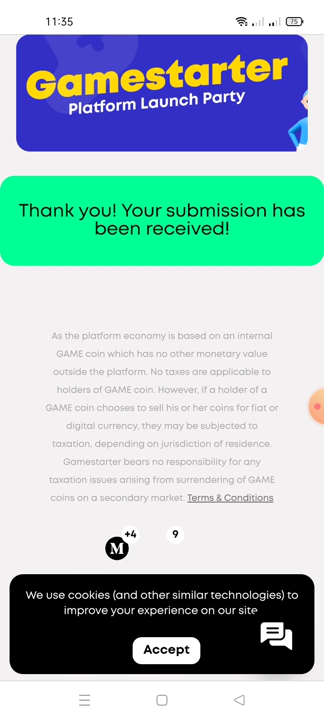 11:35
75
Gamestarter
Platform Launch Party
Thank you! Your submission has
been received!
As the platform economy is based on an internal
GAME coin which has no other monetary value
outside the platform. No taxes are applicable to
holders of GAME coin. However, if a holder of a
GAME coin chooses to sell his or her coins for fiat or
digital currency, they may be subjected to
taxation, depending on jurisdiction of residence.
Gamestarter bears no responsibility for any
taxation issues arising from surrendering of GAME
coins on a secondary market. Terms & Conditions
+4
9
M
We use cookies (and other similar technologies) to
improve your experience on our site
Accept